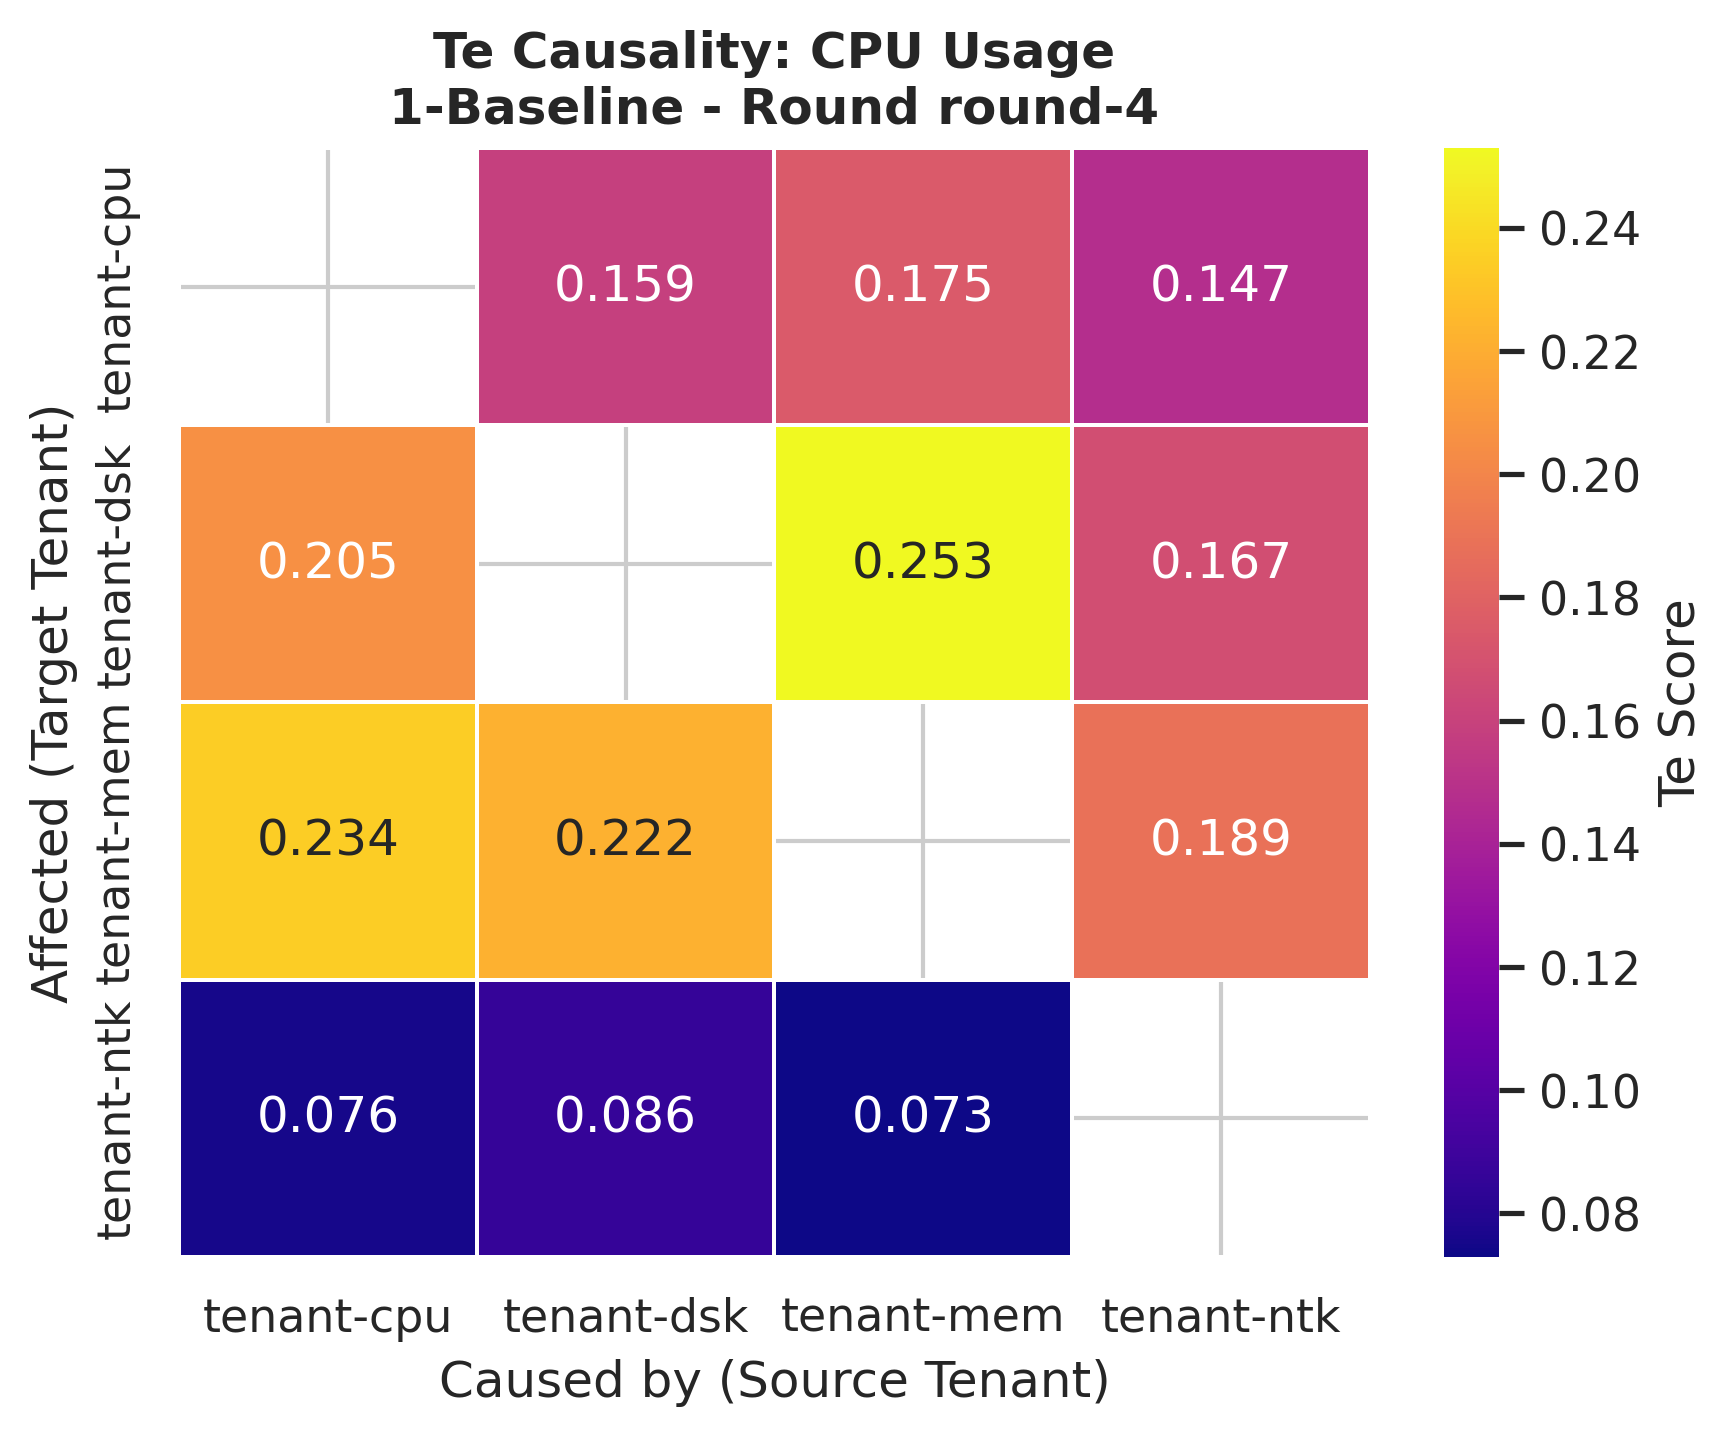 Te Causality: CPU Usage
1-Baseline - Round round-4
Affected (Target Tenant)
tenant-cpu
0.159 0.175 0.147
tenant-dsk
0.205 0.253 0.167
tenant-mem
0.234 0.222 0.189
tenant-ntk
0.076 0.086 0.073
tenant-cpu tenant-dsk tenant-mem tenant-ntk
Caused by (Source Tenant)
0.24
0.22
0.20
0.18
0.16
0.14
0.12
0.10
0.08
Te Score